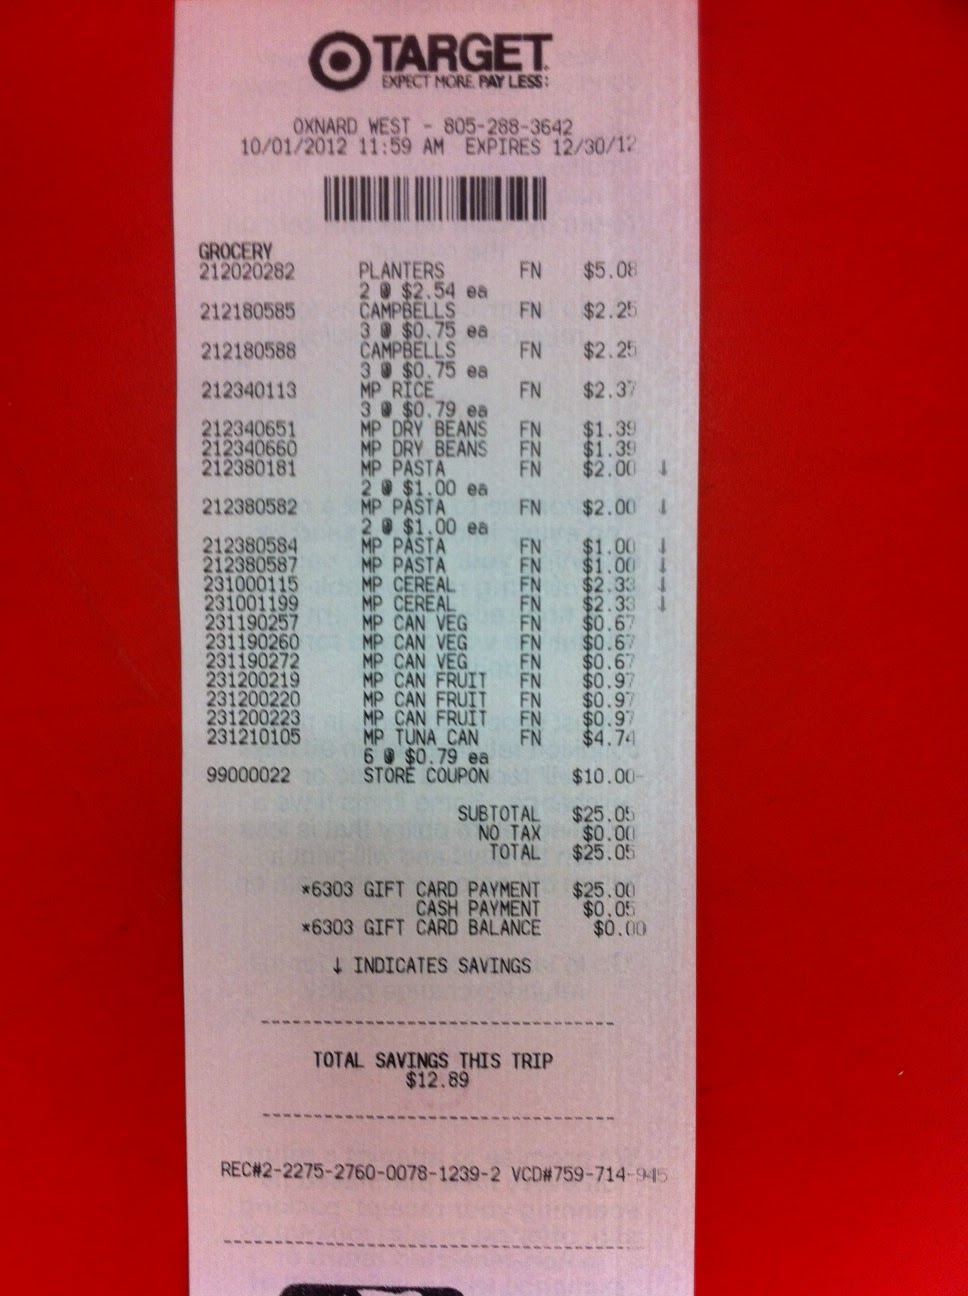 TARGET
EXPECT MORE. PAY LESS.
OXNARD WEST - 805-288-3642
10/01/2012 11:59 AM EXPIRES 12/30/12
GROCERY
212020282 PLANTERS FN $5.08
2 @ $2.54 ea
212180585 CAMPBELLS FN $2.25
3 @ $0.75 ea
212180588 CAMPBELLS FN $2.25
3 @ $0.75 ea
212340113 MP RICE FN $2.37
3 @ $0.79 ea
212340651 MP DRY BEANS FN $1.39
212340660 MP DRY BEANS FN $1.39
212380181 MP PASTA FN $2.00 ↓
2 @ $1.00 ea
212380582 MP PASTA FN $2.00 ↓
2 @ $1.00 ea
212380584 MP PASTA FN $1.00 ↓
212380587 MP PASTA FN $1.00 ↓
231000115 MP CEREAL FN $2.33 ↓
231001199 MP CEREAL FN $2.33 ↓
231190257 MP CAN VEG FN $0.67
231190260 MP CAN VEG FN $0.67
231190272 MP CAN VEG FN $0.67
231200219 MP CAN FRUIT FN $0.97
231200220 MP CAN FRUIT FN $0.97
231200223 MP CAN FRUIT FN $0.97
231210105 MP TUNA CAN FN $4.74
6 @ $0.79 ea
99000022 STORE COUPON $10.00-
SUBTOTAL $25.05
NO TAX $0.00
TOTAL $25.05
*6303 GIFT CARD PAYMENT $25.00
CASH PAYMENT $0.05
*6303 GIFT CARD BALANCE $0.00
↓ INDICATES SAVINGS
TOTAL SAVINGS THIS TRIP
$12.89
REC#2-2275-2760-0078-1239-2 VCD#759-714-945